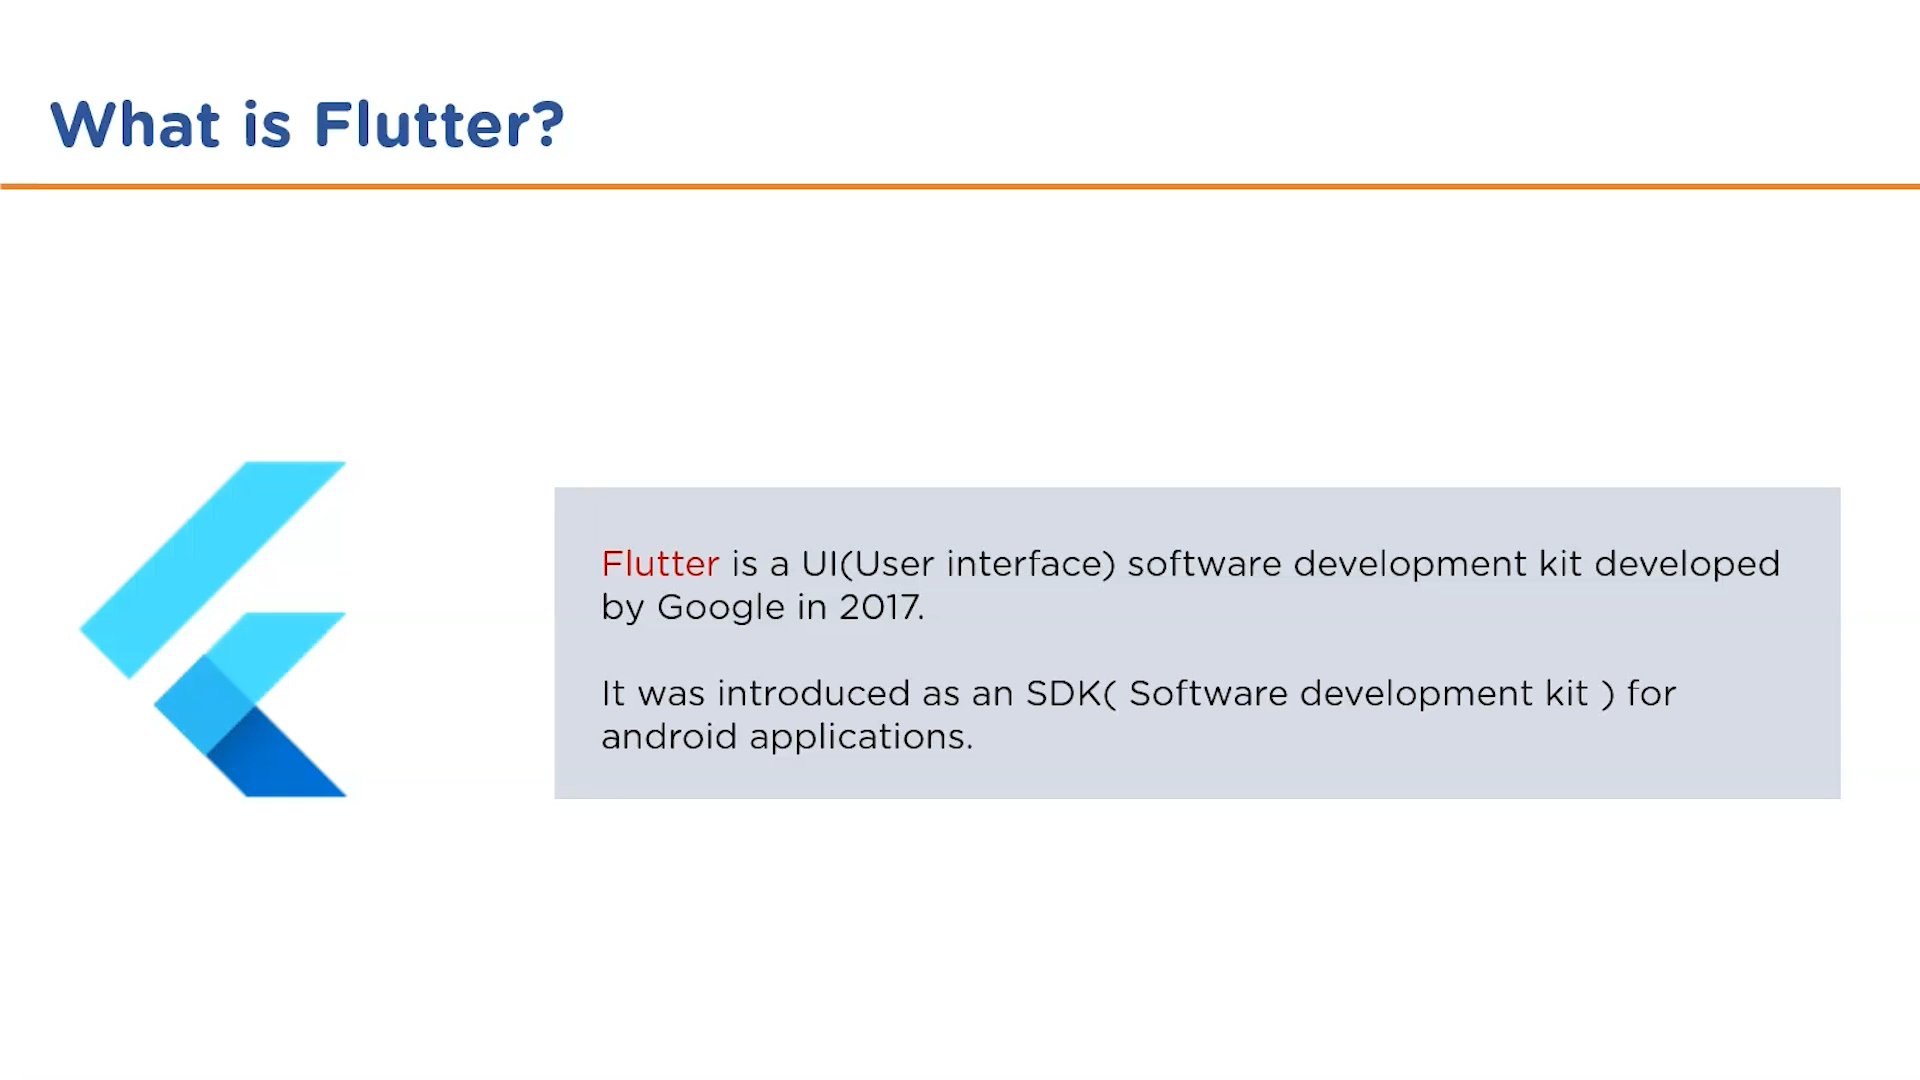 What is Flutter?
Flutter is a UI(User interface) software development kit developed
by Google in 2017.
It was introduced as an SDK( Software development kit ) for
android applications.